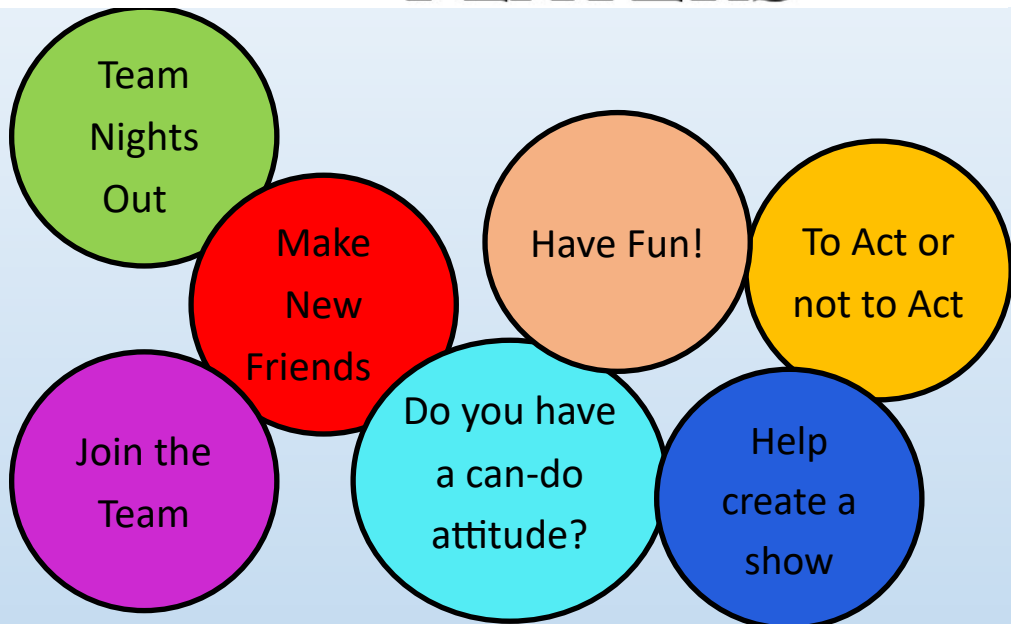 Team
Nights
Out
Make
New
Friends
Have Fun!
To Act or
not to Act
Join the
Team
Do you have
a can-do
attitude?
Help
create a
show